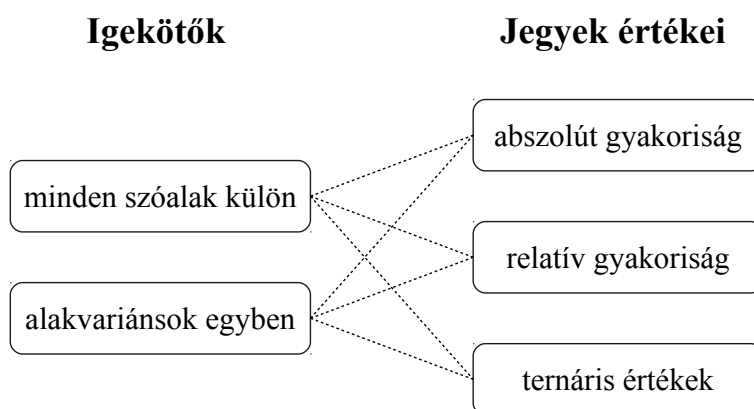 Igekötők
Jegyek értékei
minden szóalak külön
alakvariánsok egyben
abszolút gyakoriság
relatív gyakoriság
ternáris értékek